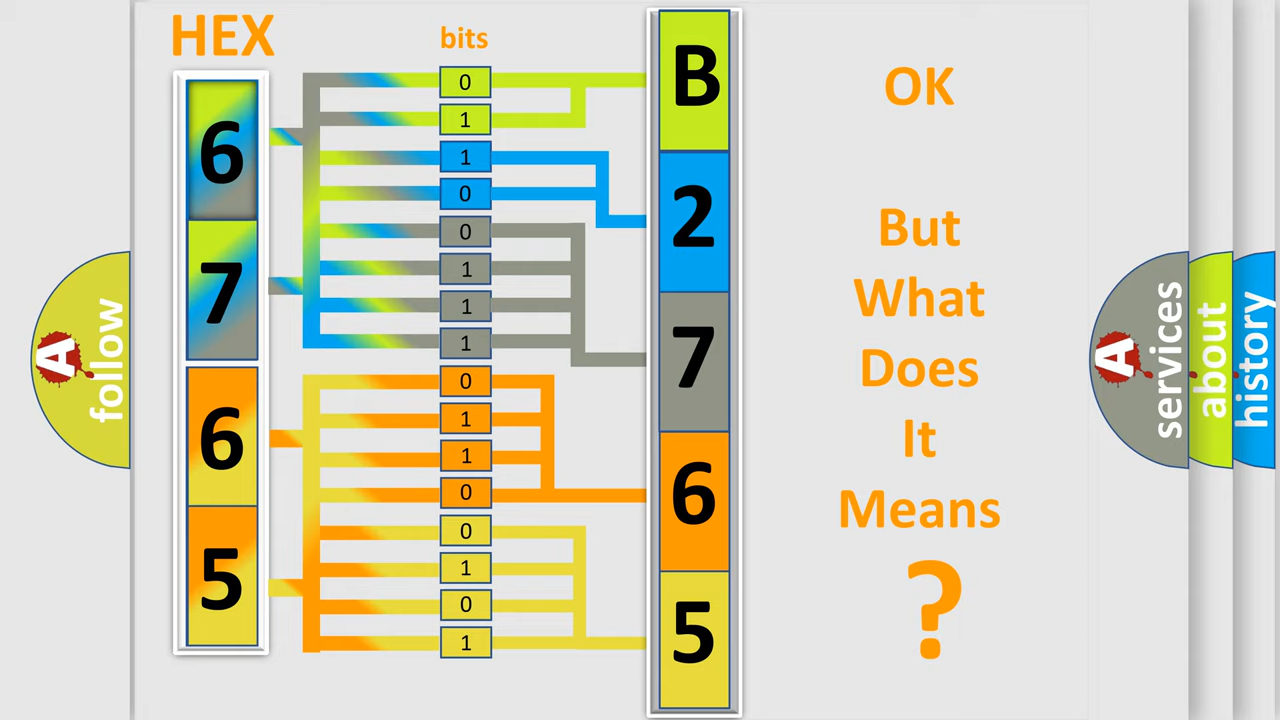 HEX
bits
6
7
6
5
0
1
1
0
0
1
1
1
0
1
1
0
0
1
0
1
B
2
7
6
5
OK
But
What
Does
It
Means
?
A
follow
A
services
about
history